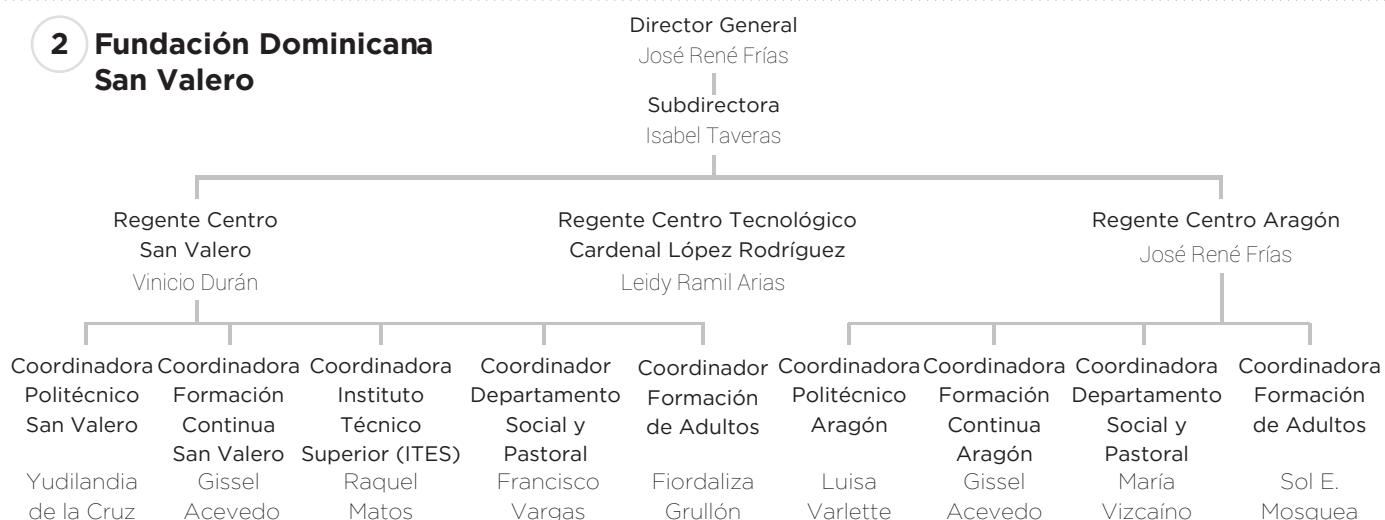 2 Fundación Dominicana
San Valero
Director General
José René Frías
Subdirectora
Isabel Taveras
Regente Centro
San Valero
Vinicio Durán
Regente Centro Tecnológico
Cardenal López Rodríguez
Leidy Ramil Arias
Regente Centro Aragón
José René Frías
Coordinadora
Politécnico
San Valero
Yudilandia
de la Cruz
Coordinadora
Formación
Continua
San Valero
Gissel
Acevedo
Coordinadora
Instituto
Técnico
Superior (ITES)
Raquel
Matos
Coordinador
Departamento
Social y
Pastoral
Francisco
Vargas
Coordinador
Formación
de Adultos
Fiordaliza
Grullón
Coordinadora
Politécnico
Aragón
Luisa
Varlette
Coordinadora
Formación
Continua
Aragón
Gissel
Acevedo
Coordinadora
Departamento
Social y
Pastoral
María
Vizcaíno
Coordinadora
Formación
de Adultos
Sol E.
Mosquea